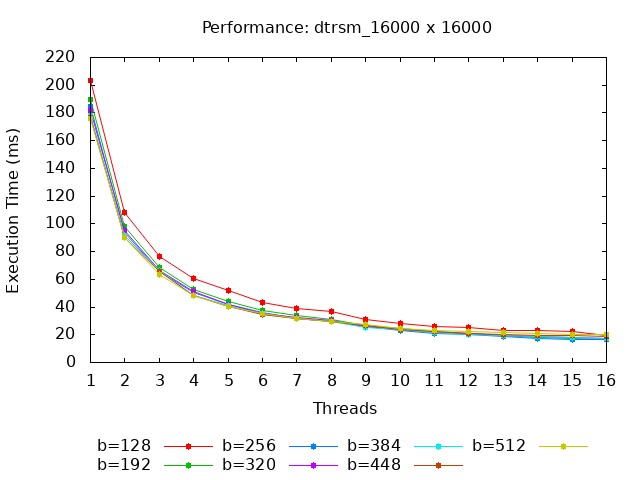 Performance: dtrsm_16000 x 16000
Execution Time (ms)
220
200
180
160
140
120
100
80
60
40
20
0
1 2 3 4 5 6 7 8 9 10 11 12 13 14 15 16
Threads
b=128 b=256 b=384 b=512
b=192 b=320 b=448